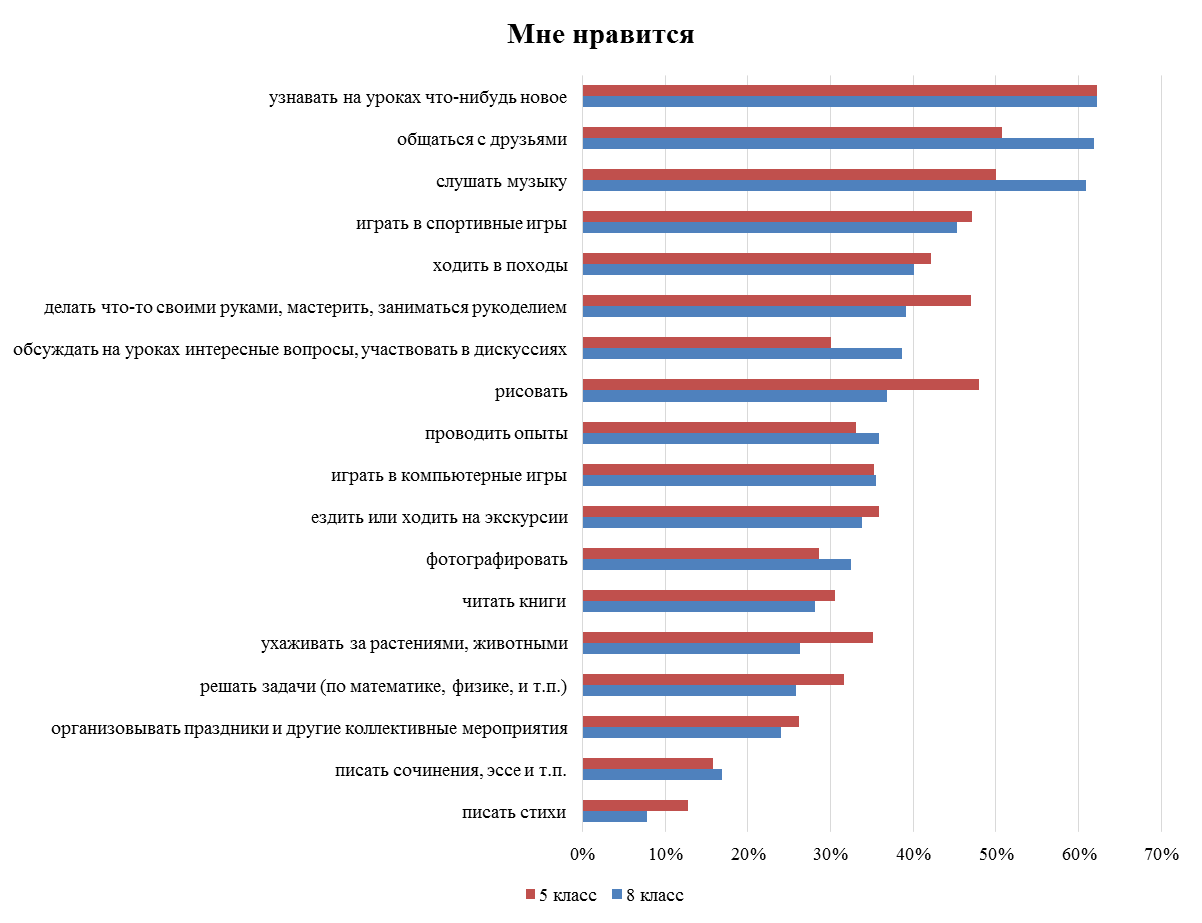 Мне нравится
узнавать на уроках что-нибудь новое
общаться с друзьями
слушать музыку
играть в спортивные игры
ходить в походы
делать что-то своими руками, мастерить, заниматься рукоделием
обсуждать на уроках интересные вопросы, участвовать в дискуссиях
рисовать
проводить опыты
играть в компьютерные игры
ездить или ходить на экскурсии
фотографировать
читать книги
ухаживать за растениями, животными
решать задачи (по математике, физике, и т.п.)
организовывать праздники и другие коллективные мероприятия
писать сочинения, эссе и т.п.
писать стихи
0% 10% 20% 30% 40% 50% 60% 70%
5 класс 8 класс